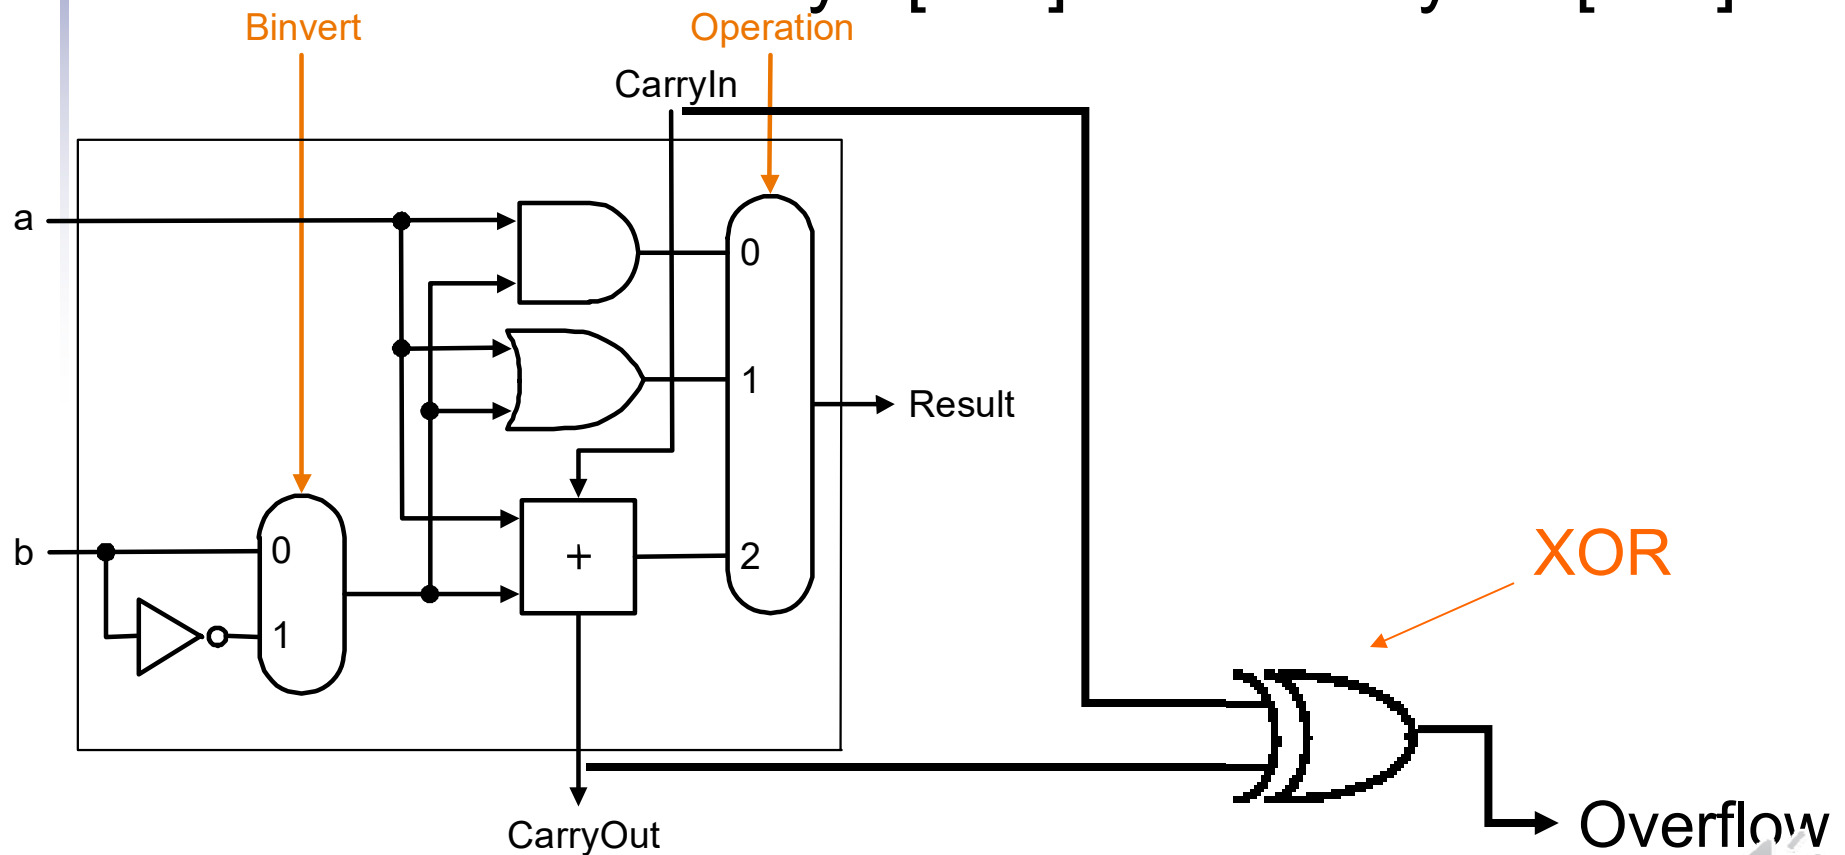 Binvert
Operation
CarryIn
a
0
1
Result
b
0
+
2
1
XOR
CarryOut
Overflow